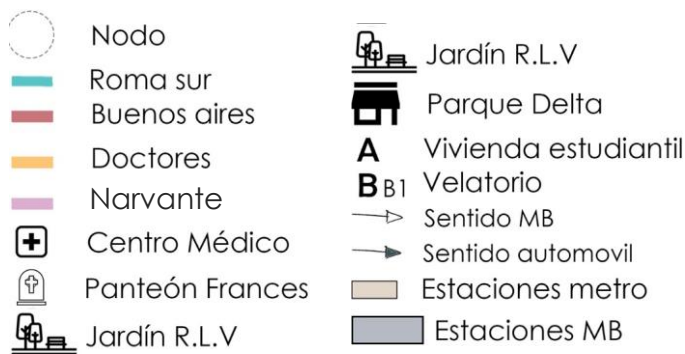 Nodo
Roma sur
Buenos aires
Doctores
Narvante
Centro Médico
Panteón Frances
Jardín R.L.V
Jardín R.L.V
Parque Delta
A Vivienda estudiantil
B B1 Velatorio
Sentido MB
Sentido automovil
Estaciones metro
Estaciones MB